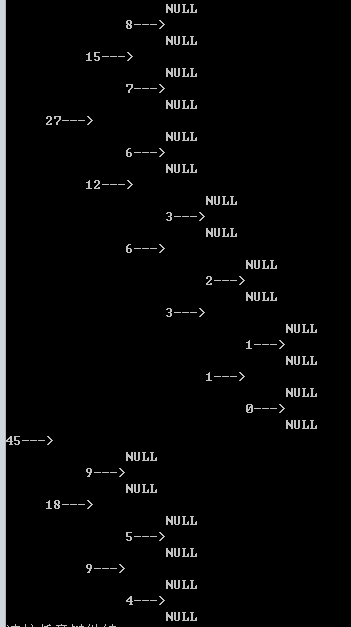 NULL
8--->
NULL
15--->
NULL
7--->
NULL
27--->
NULL
6--->
NULL
12--->
NULL
3--->
NULL
6--->
NULL
2--->
NULL
3--->
NULL
1--->
NULL
1--->
NULL
0--->
NULL
45--->
NULL
9--->
NULL
18--->
NULL
5--->
NULL
9--->
NULL
4--->
NULL